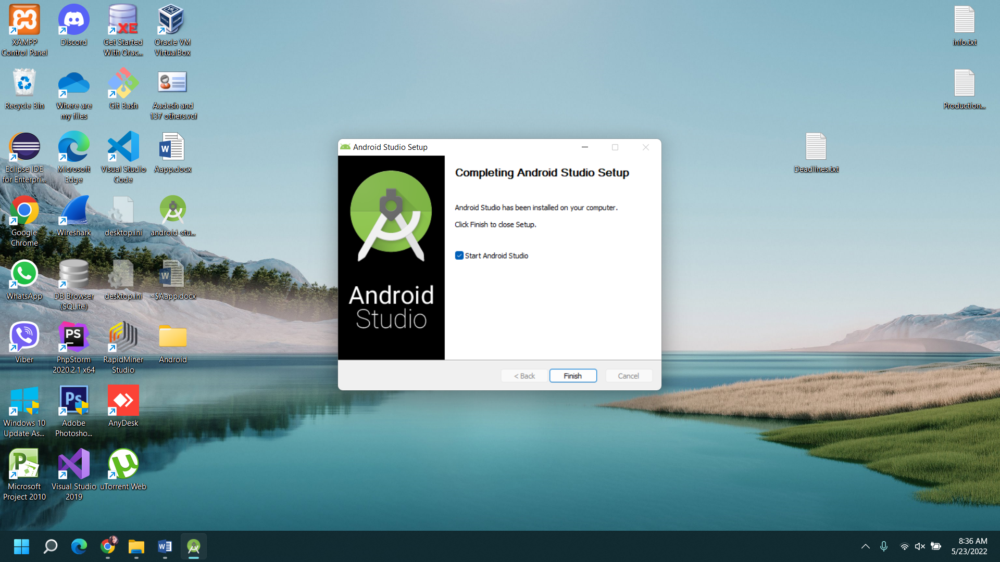 XAMPP
Control Panel
Discord
XE
Get Started
With Orac...
Oracle VM
VirtualBox
info.txt
Recycle Bin
Where are
my files
Git Bash
Aadesh and
137 others.vcf
Production...
Eclipse IDE
for Enterpri...
Microsoft
Edge
Visual Studio
Code
W
Aapp.docx
Deadlines.txt
Google
Chrome
Wireshark
desktop.ini
android-stu...
WhatsApp
DB Browser
(SQLite)
desktop.ini
W
~$Aapp.docx
Viber
PS
PhpStorm
2020.2.1 x64
RapidMiner
Studio
Android
Windows 10
Update As...
Ps
Adobe
Photosho...
AnyDesk
P
Microsoft
Project 2010
Visual Studio
2019
µ
uTorrent Web
Android Studio Setup
Android
Studio
Completing Android Studio Setup
Android Studio has been installed on your computer.
Click Finish to close Setup.
Start Android Studio
< Back
Finish
Cancel
W
8:36 AM
5/23/2022